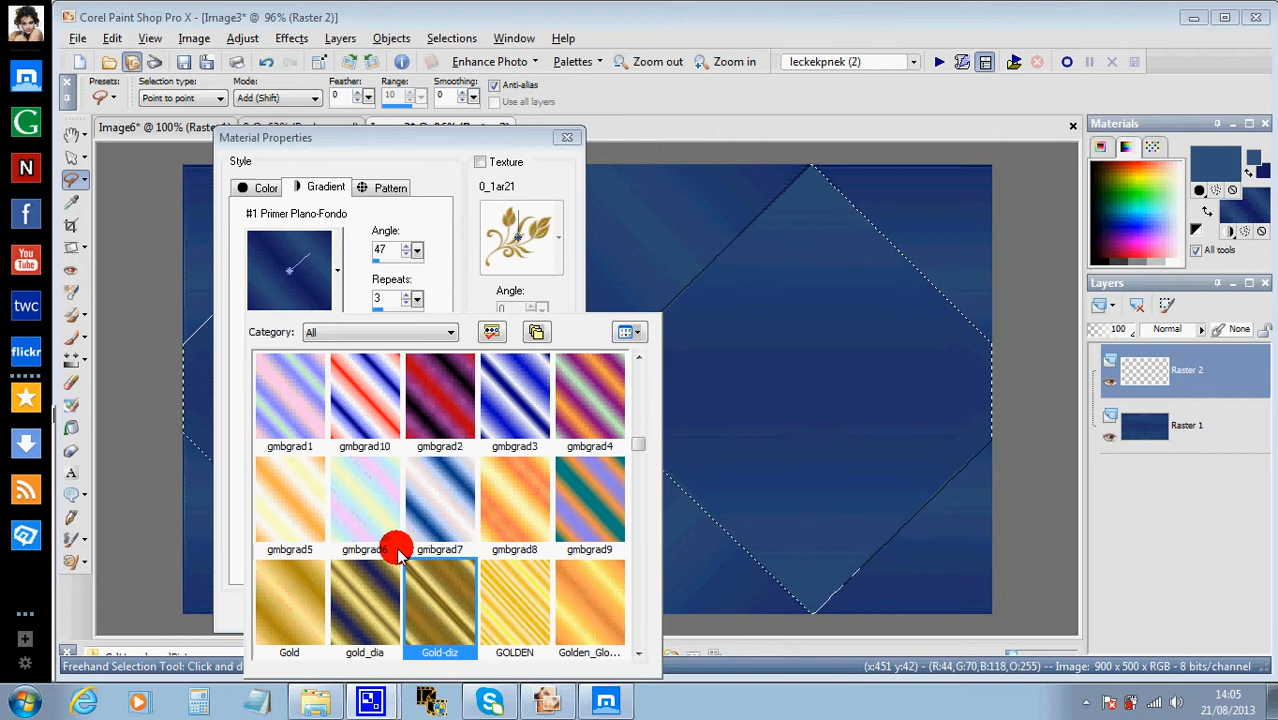 Corel Paint Shop Pro X - [Image3* @ 96% (Raster 2)]
File Edit View Image Adjust Effects Layers Objects Selections Window Help
Enhance Photo Palettes Zoom out Zoom in leckekpnek (2)
Presets: Selection type: Mode: Feather: Range: Smoothing: Anti-alias
Point to point Add (Shift) 0 10 0 Use all layers
Image6* @ 100% (Raster 1)
Material Properties
Materials
Style
Texture
Color Gradient Pattern
0_1ar21
#1 Primer Plano-Fondo
Angle:
47
Repeats:
3
Angle:
0
All tools
Layers
100 Normal None
Raster 2
Raster 1
Category: All
gmbgrad1 gmbgrad10 gmbgrad2 gmbgrad3 gmbgrad4
gmbgrad5 gmbgrad6 gmbgrad7 gmbgrad8 gmbgrad9
Gold gold_dia Gold-diz GOLDEN Golden_Glo...
Freehand Selection Tool: Click and d
(x:451 y:42) - (R:44,G:70,B:118,O:255) -- Image: 900 x 500 x RGB - 8 bits/channel
G
N
f
You
Tube
twc
flickr
14:05
21/08/2013